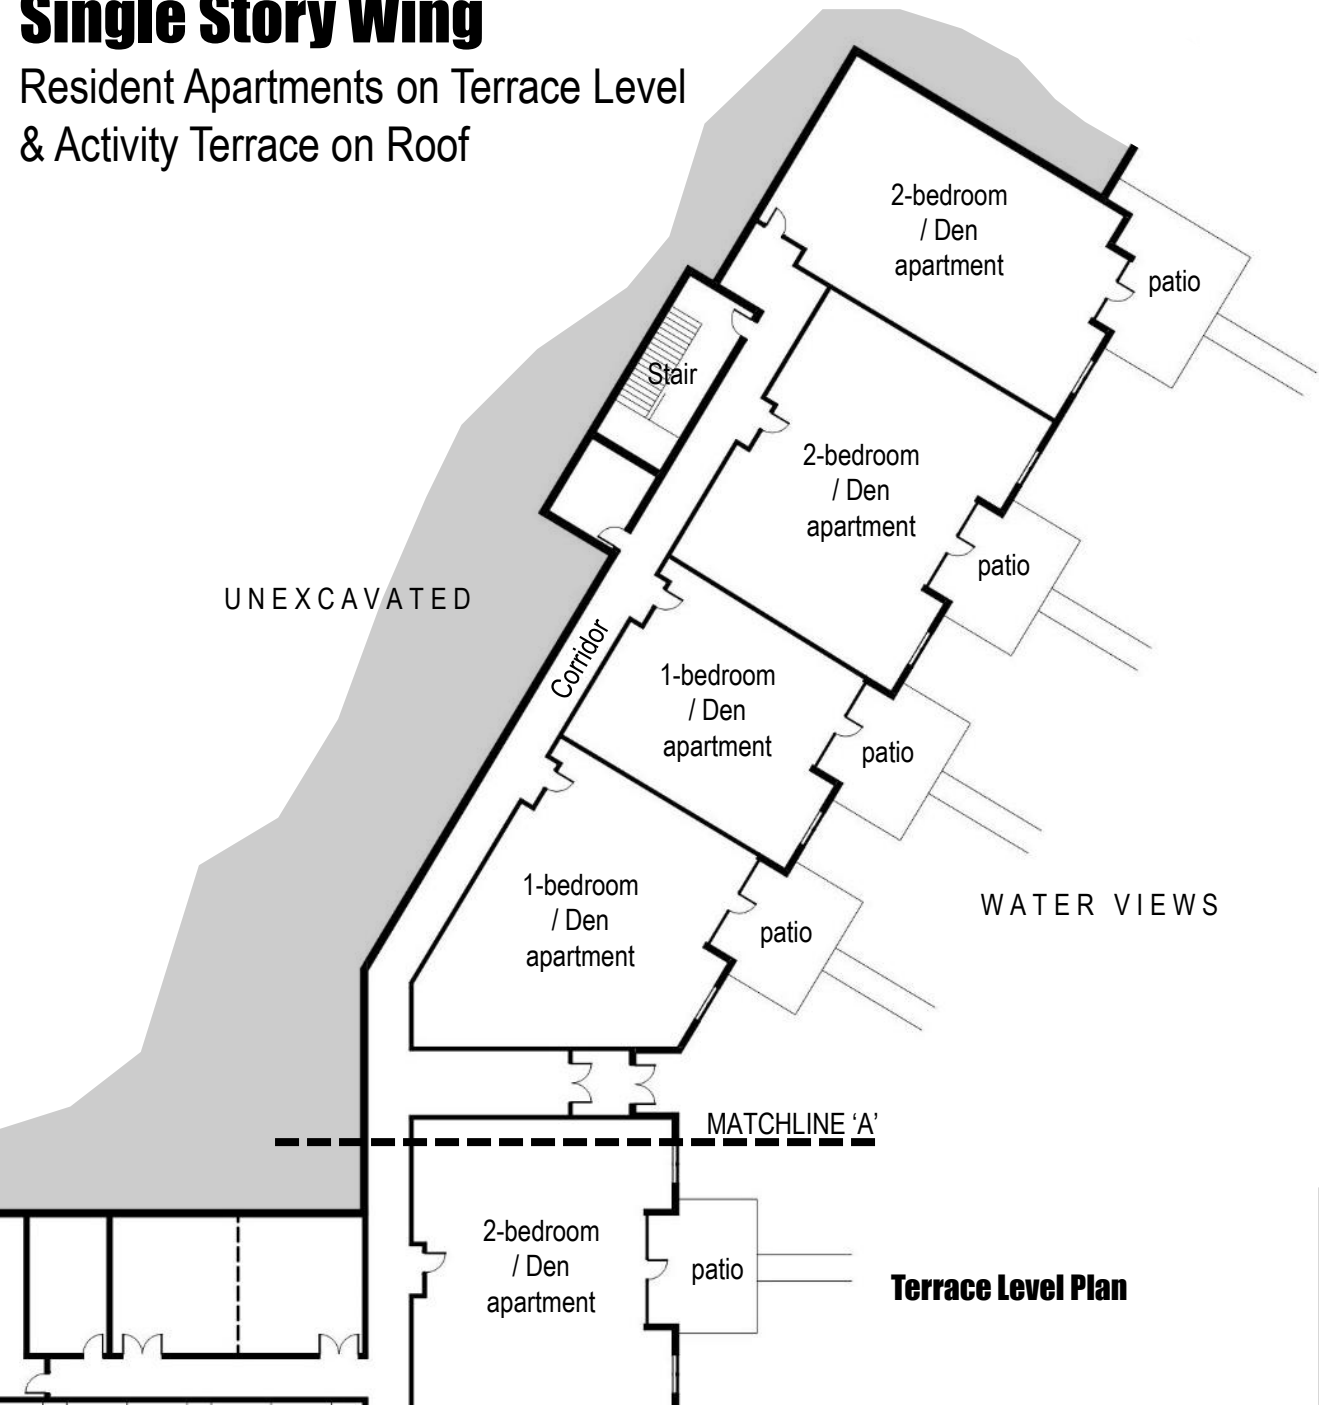 Single Story Wing
Resident Apartments on Terrace Level
& Activity Terrace on Roof
2-bedroom
/ Den
apartment
patio
Stair
2-bedroom
/ Den
apartment
patio
UNEXCAVATED
Corridor
1-bedroom
/ Den
apartment
patio
1-bedroom
/ Den
apartment
patio
WATER VIEWS
MATCHLINE ‘A’
2-bedroom
/ Den
apartment
patio
Terrace Level Plan